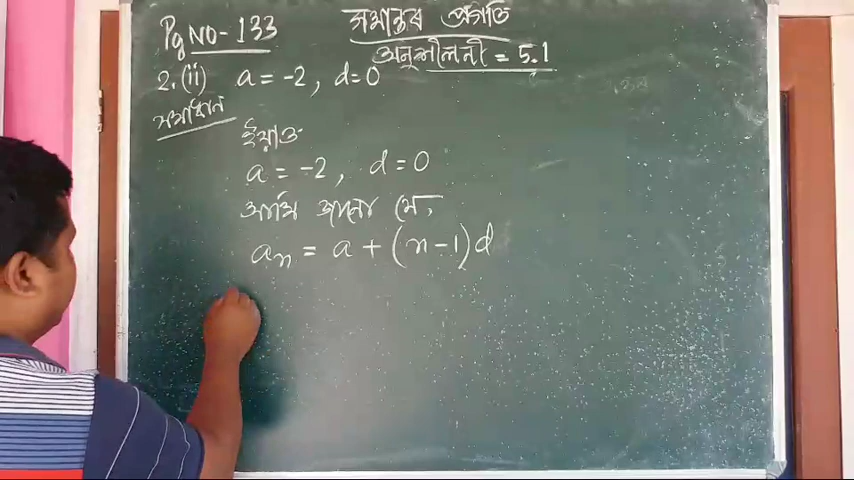 সমান্তৰ প্ৰগতি
Pg NO - 133
অনুশীলনী = 5.1
2. (ii) a = -2, d = 0
সমাধান
ইয়াত
a = -2, d = 0
আমি জানো যে,
an = a + (n - 1) d